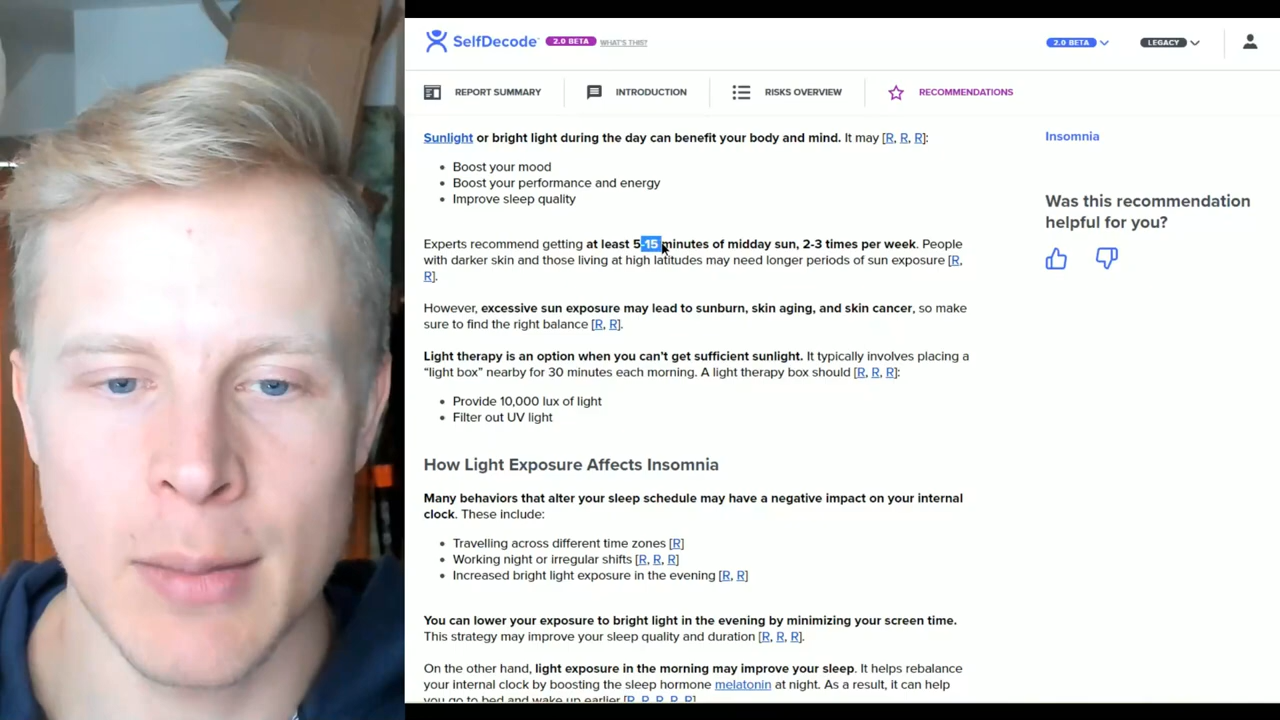 SelfDecode 2.0 BETA WHAT'S THIS? 2.0 BETA LEGACY
REPORT SUMMARY INTRODUCTION RISKS OVERVIEW RECOMMENDATIONS
Sunlight or bright light during the day can benefit your body and mind. It may [R, R, R]:
• Boost your mood
• Boost your performance and energy
• Improve sleep quality
Experts recommend getting at least 5-15 minutes of midday sun, 2-3 times per week. People
with darker skin and those living at high latitudes may need longer periods of sun exposure [R,
R].
However, excessive sun exposure may lead to sunburn, skin aging, and skin cancer, so make
sure to find the right balance [R, R].
Light therapy is an option when you can’t get sufficient sunlight. It typically involves placing a
“light box” nearby for 30 minutes each morning. A light therapy box should [R, R, R]:
• Provide 10,000 lux of light
• Filter out UV light
How Light Exposure Affects Insomnia
Many behaviors that alter your sleep schedule may have a negative impact on your internal
clock. These include:
• Travelling across different time zones [R]
• Working night or irregular shifts [R, R, R]
• Increased bright light exposure in the evening [R, R]
You can lower your exposure to bright light in the evening by minimizing your screen time.
This strategy may improve your sleep quality and duration [R, R, R].
On the other hand, light exposure in the morning may improve your sleep. It helps rebalance
your internal clock by boosting the sleep hormone melatonin at night. As a result, it can help
you go to bed and wake up earlier [R, R, R, R, R].
Insomnia
Was this recommendation
helpful for you?